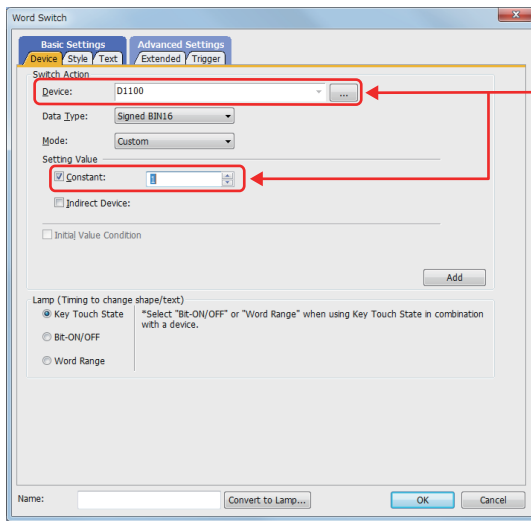 Word Switch
Basic Settings Advanced Settings
Device Style Text Extended Trigger
Switch Action
Device: D1100 ...
Data Type: Signed BIN16
Mode: Custom
Setting Value
Constant: 1
Indirect Device:
Initial Value Condition
Add
Lamp (Timing to change shape/text)
Key Touch State *Select "Bit-ON/OFF" or "Word Range" when using Key Touch State in combination
with a device.
Bit-ON/OFF
Word Range
Name: Convert to Lamp... OK Cancel